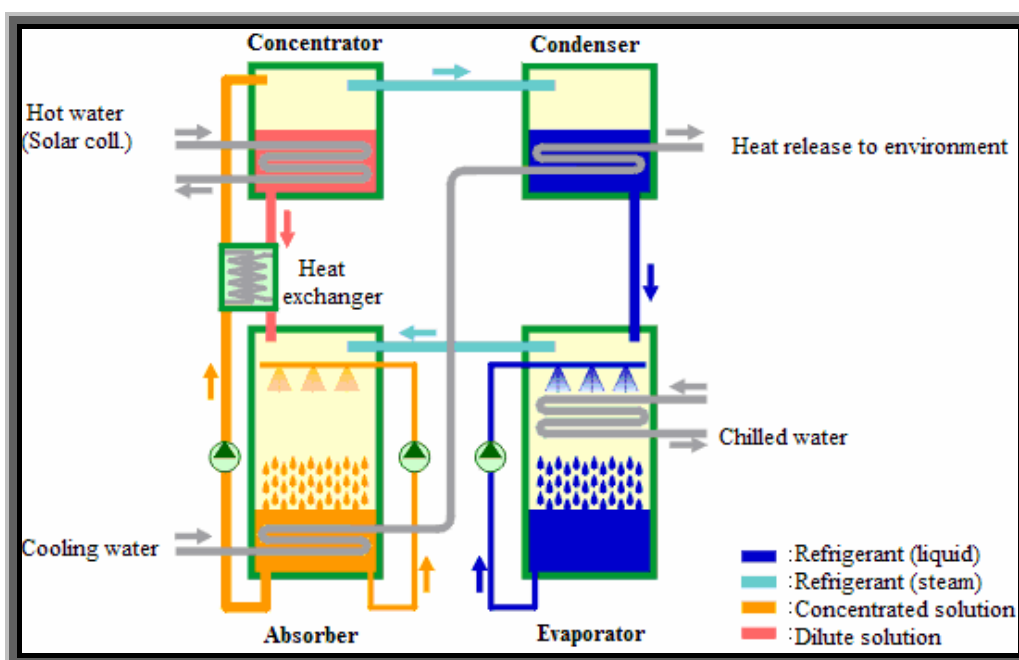 Concentrator
Condenser
Hot water
(Solar coll.)
Heat release to environment
Heat
exchanger
Chilled water
Cooling water
:Refrigerant (liquid)
:Refrigerant (steam)
:Concentrated solution
:Dilute solution
Absorber
Evaporator